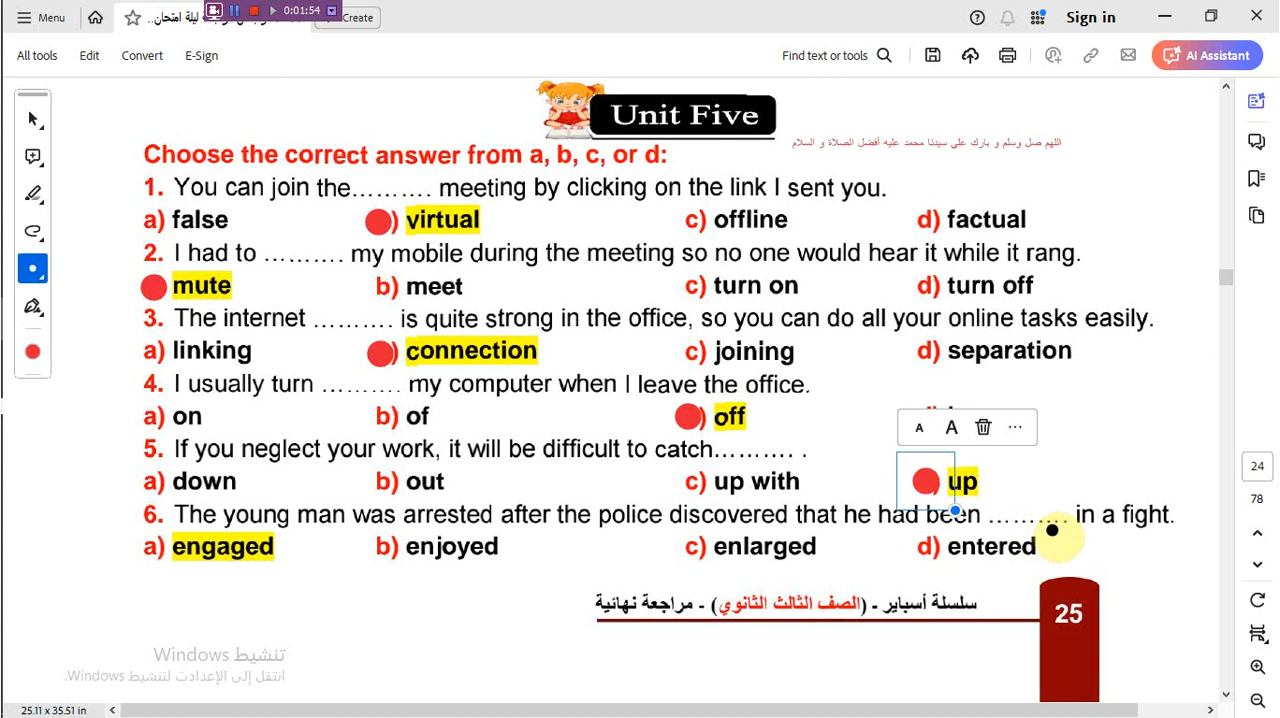 Menu
ليلة امتحان..
0:01:54
Create
Sign in
All tools
Edit
Convert
E-Sign
Find text or tools
AI Assistant
Unit Five
اللهم صل وسلم و بارك على سيدنا محمد عليه أفضل الصلاة و السلام
Choose the correct answer from a, b, c, or d:
1. You can join the………. meeting by clicking on the link I sent you.
a) false ) virtual c) offline d) factual
2. I had to ………. my mobile during the meeting so no one would hear it while it rang.
mute b) meet c) turn on d) turn off
3. The internet ………. is quite strong in the office, so you can do all your online tasks easily.
a) linking ) connection c) joining d) separation
4. I usually turn ………. my computer when I leave the office.
a) on b) of ) off
A A ...
5. If you neglect your work, it will be difficult to catch………. .
a) down b) out c) up with ) up
6. The young man was arrested after the police discovered that he had been ………. in a fight.
a) engaged b) enjoyed c) enlarged d) entered
سلسلة أسباير - (الصف الثالث الثانوي) - مراجعة نهائية
25
24
78
تنشيط Windows
انتقل إلى الإعدادت لتنشيط Windows.
25.11 x 35.51 in